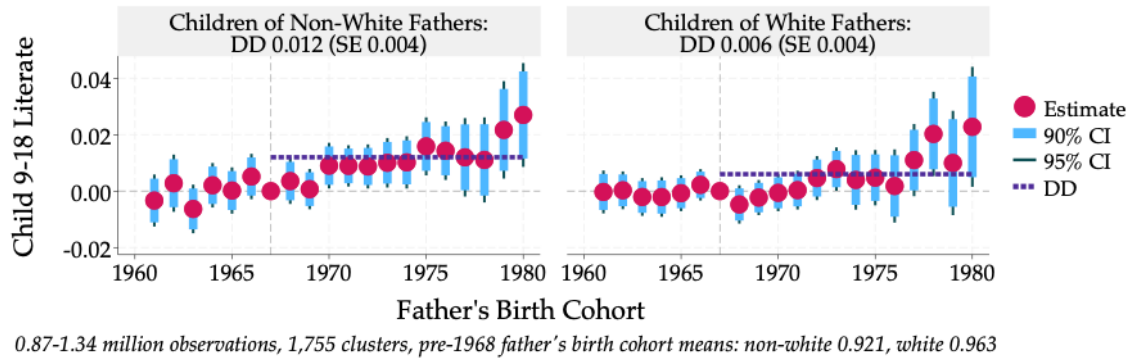 Children of Non-White Fathers:
DD 0.012 (SE 0.004)
Children of White Fathers:
DD 0.006 (SE 0.004)
Child 9-18 Literate
0.04
0.02
0.00
-0.02
1960
1965
1970
1975
1980
1960
1965
1970
1975
1980
Father's Birth Cohort
Estimate
90% CI
95% CI
DD
0.87-1.34 million observations, 1,755 clusters, pre-1968 father's birth cohort means: non-white 0.921, white 0.963